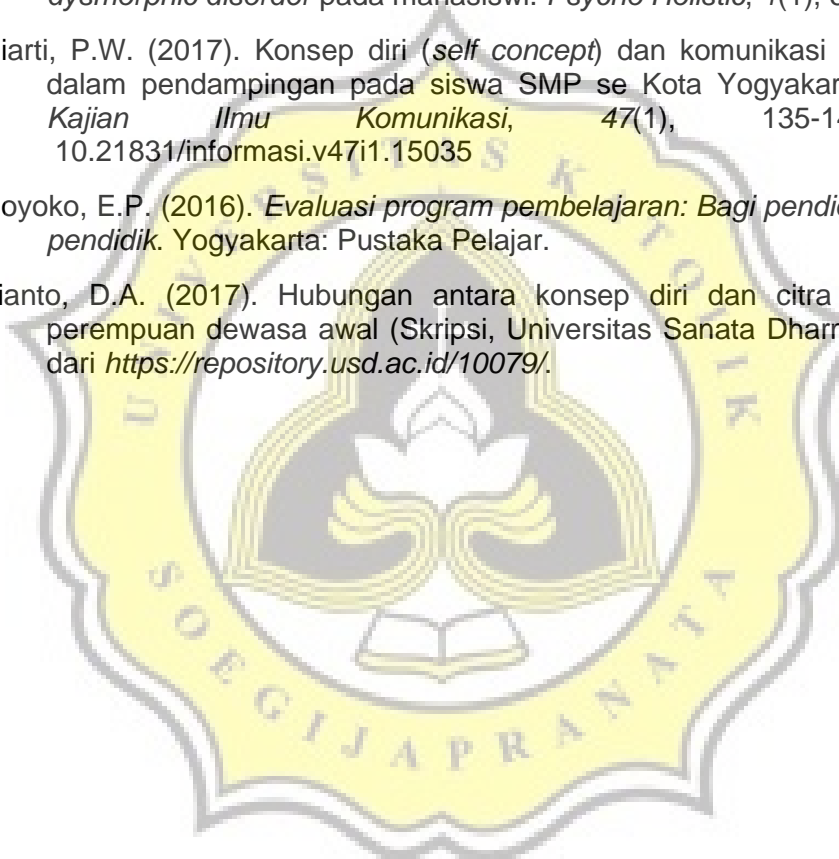 dysmorphic disorder pada mahasiswi. Psycho Holistic,
iarti, P.W. (2017). Konsep diri (self concept) dan komunikasi
dalam pendampingan pada siswa SMP se Kota Yogyakar
Kajian Ilmu Komunikasi, 47(1), 135-14
10.21831/informasi.v47i1.15035
oyoko, E.P. (2016). Evaluasi program pembelajaran: Bagi pendid
pendidik. Yogyakarta: Pustaka Pelajar.
ianto, D.A. (2017). Hubungan antara konsep diri dan citra
perempuan dewasa awal (Skripsi, Universitas Sanata Dharm
dari https://repository.usd.ac.id/10079/.
UNIVERSITAS KATOLIK
SOEGIJAPRANATA